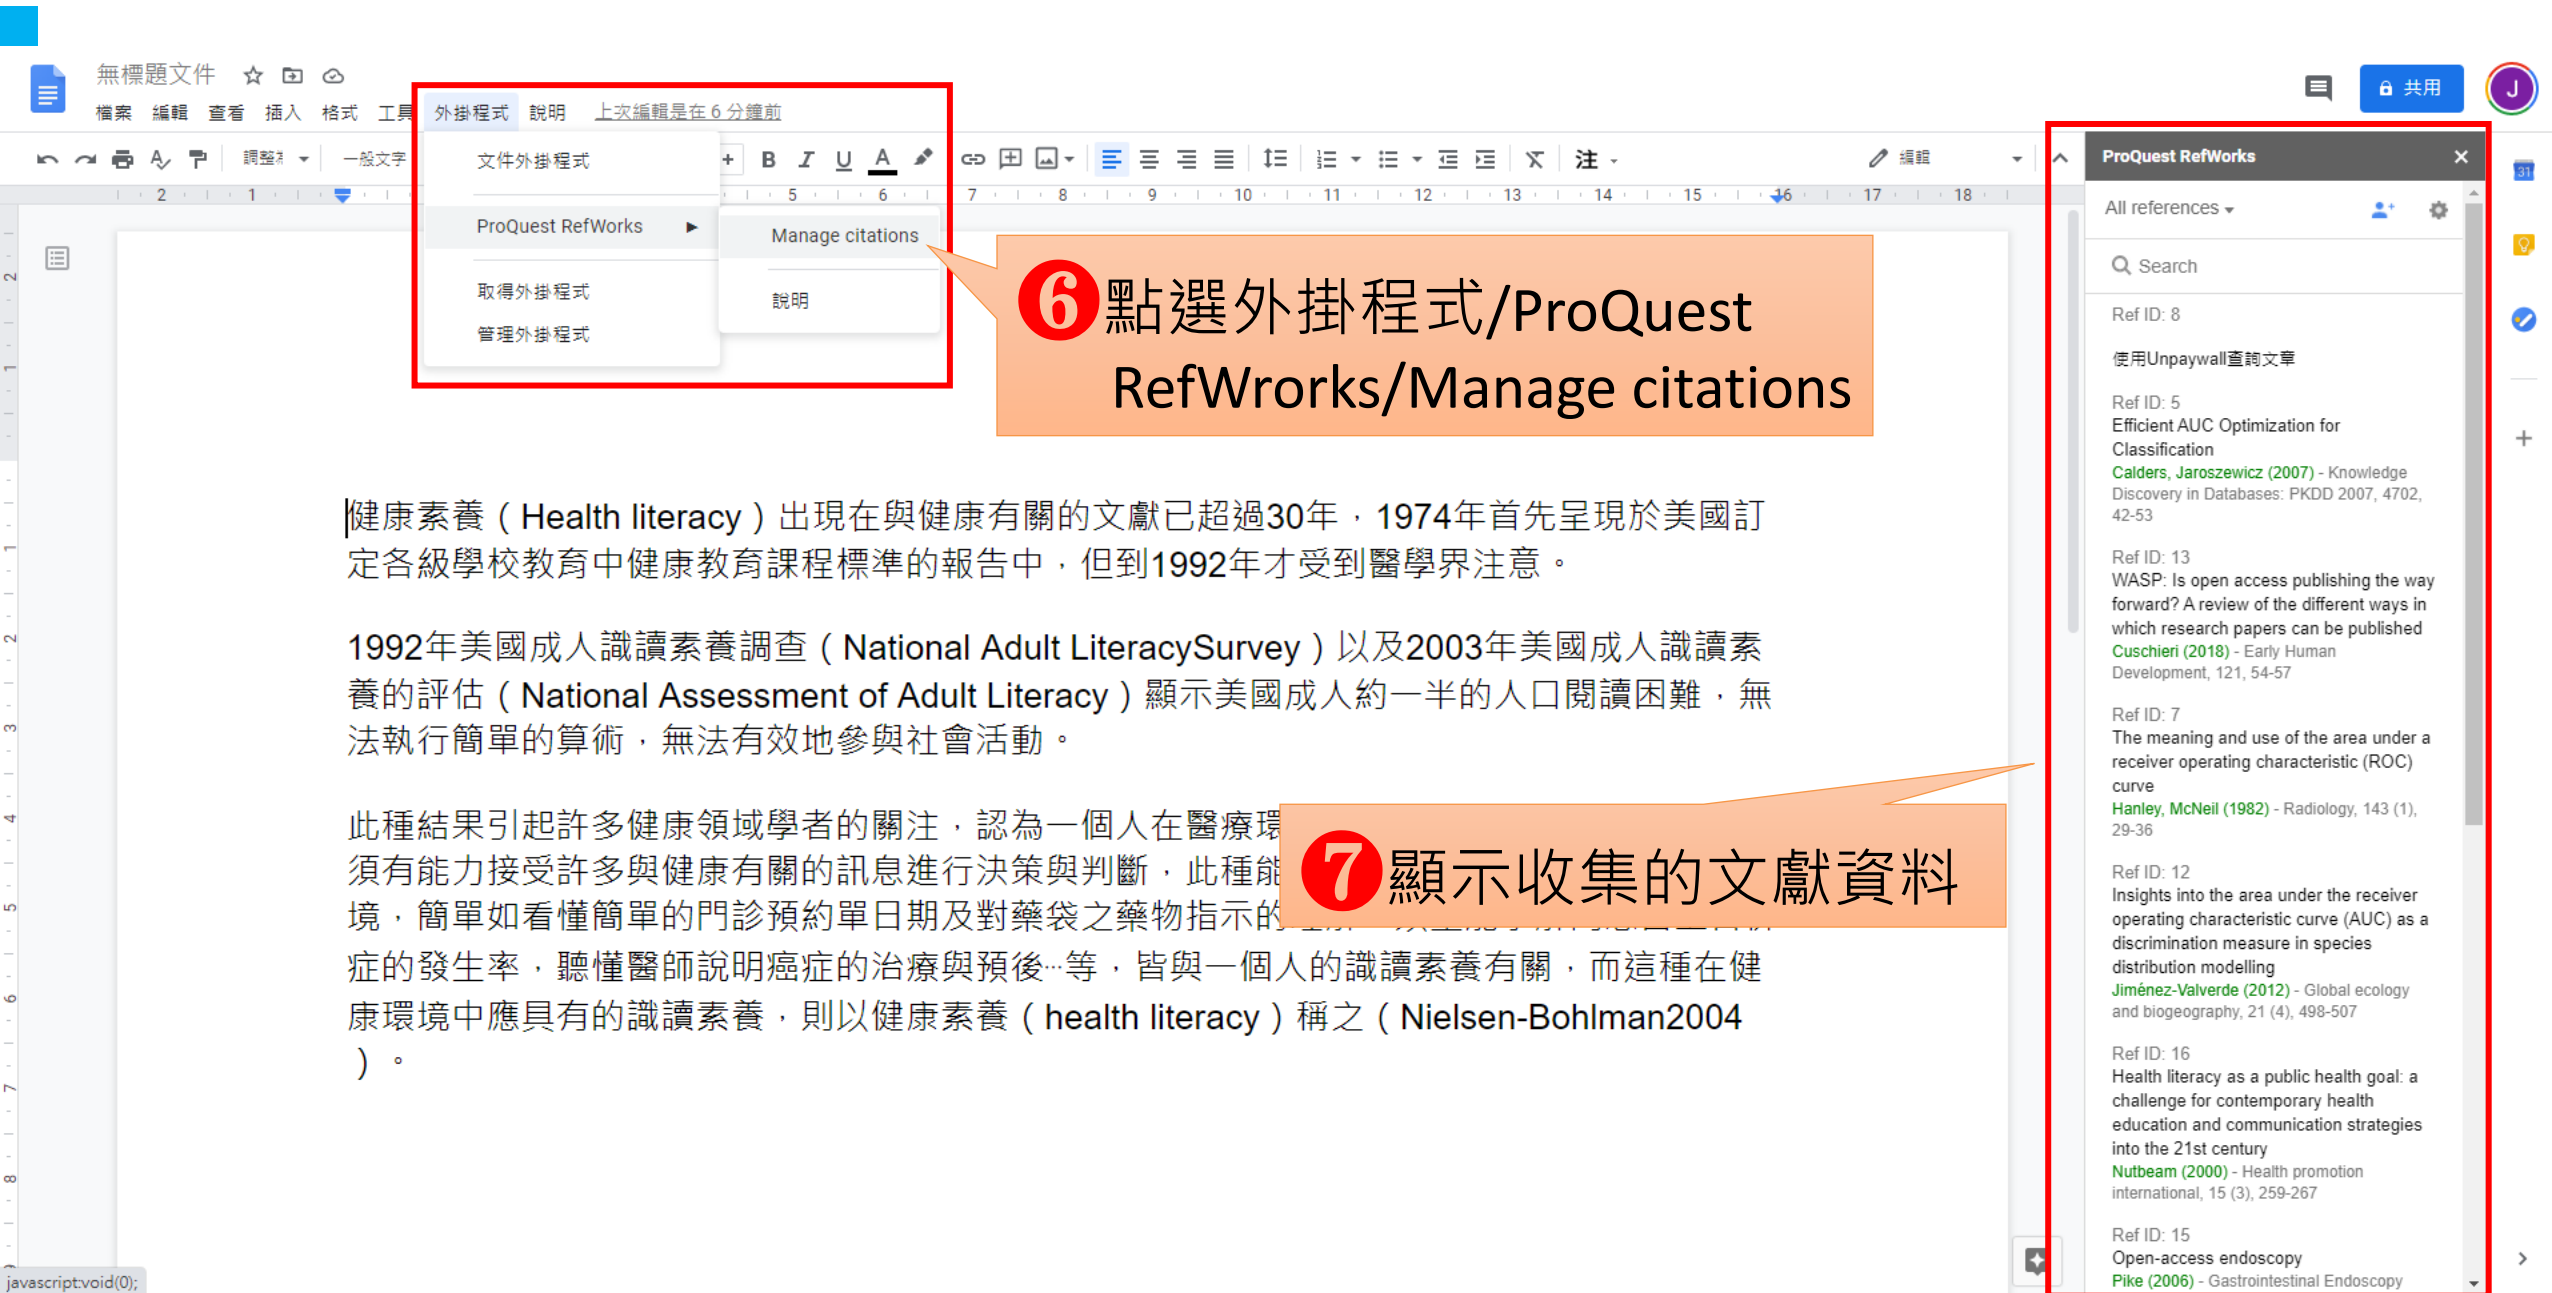 無標題文件
檔案 編輯 查看 插入 格式 工具 外掛程式 說明 上次編輯是在 6 分鐘前
共用
J
一般文字
B I U A
注
編輯
2 1 5 6 7 8 9 10 11 12 13 14 15 16 17 18
文件外掛程式
ProQuest RefWorks
取得外掛程式
管理外掛程式
Manage citations
說明
❻點選外掛程式/ProQuest
RefWrorks/Manage citations
健康素養（Health literacy）出現在與健康有關的文獻已超過30年，1974年首先呈現於美國訂
定各級學校教育中健康教育課程標準的報告中，但到1992年才受到醫學界注意。
1992年美國成人識讀素養調查（National Adult LiteracySurvey）以及2003年美國成人識讀素
養的評估（National Assessment of Adult Literacy）顯示美國成人約一半的人口閱讀困難，無
法執行簡單的算術，無法有效地參與社會活動。
此種結果引起許多健康領域學者的關注，認為一個人在醫療環
須有能力接受許多與健康有關的訊息進行決策與判斷，此種能
境，簡單如看懂簡單的門診預約單日期及對藥袋之藥物指示的
症的發生率，聽懂醫師說明癌症的治療與預後…等，皆與一個人的識讀素養有關，而這種在健
康環境中應具有的識讀素養，則以健康素養（health literacy）稱之（Nielsen-Bohlman2004
）。
❼顯示收集的文獻資料
ProQuest RefWorks
All references
Search
Ref ID: 8
使用Unpaywall查詢文章
Ref ID: 5
Efficient AUC Optimization for
Classification
Calders, Jaroszewicz (2007) - Knowledge
Discovery in Databases: PKDD 2007, 4702,
42-53
Ref ID: 13
WASP: Is open access publishing the way
forward? A review of the different ways in
which research papers can be published
Cuschieri (2018) - Early Human
Development, 121, 54-57
Ref ID: 7
The meaning and use of the area under a
receiver operating characteristic (ROC)
curve
Hanley, McNeil (1982) - Radiology, 143 (1),
29-36
Ref ID: 12
Insights into the area under the receiver
operating characteristic curve (AUC) as a
discrimination measure in species
distribution modelling
Jiménez-Valverde (2012) - Global ecology
and biogeography, 21 (4), 498-507
Ref ID: 16
Health literacy as a public health goal: a
challenge for contemporary health
education and communication strategies
into the 21st century
Nutbeam (2000) - Health promotion
international, 15 (3), 259-267
Ref ID: 15
Open-access endoscopy
Pike (2006) - Gastrointestinal Endoscopy
31
2
1
1
2
3
4
5
6
7
8
javascript:void(0);